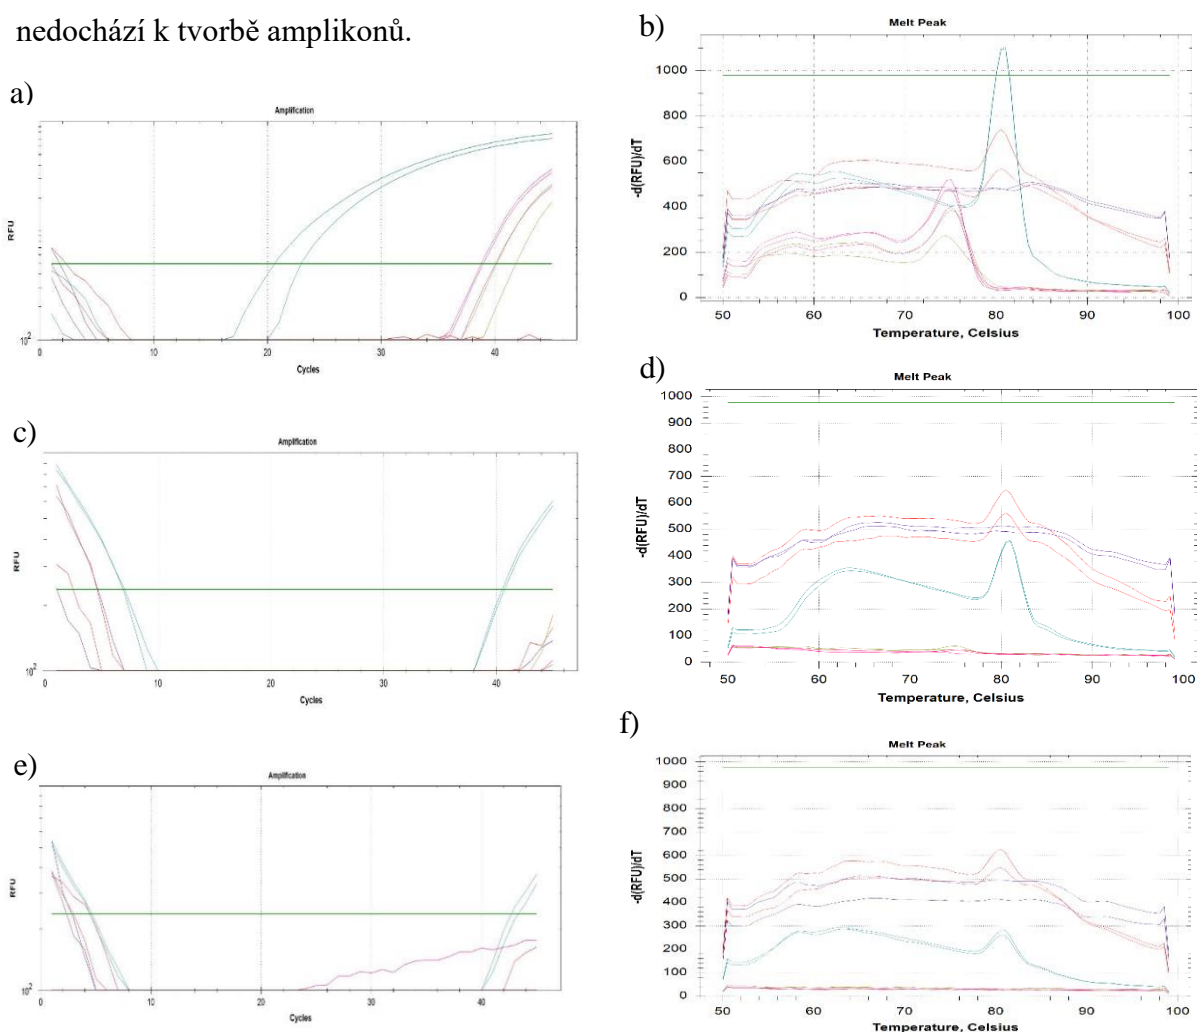 nedochází k tvorbě amplikonů.
a)
Amplification
RFU
10²
0 10 20 30 40
Cycles
b)
Melt Peak
-d(RFU)/dT
1000
800
600
400
200
0
50 60 70 80 90 100
Temperature, Celsius
c)
Amplification
RFU
10²
0 10 20 30 40
Cycles
d)
Melt Peak
-d(RFU)/dT
1000
900
800
700
600
500
400
300
200
100
0
50 60 70 80 90 100
Temperature, Celsius
e)
Amplification
RFU
10²
0 10 20 30 40
Cycles
f)
Melt Peak
-d(RFU)/dT
1000
900
800
700
600
500
400
300
200
100
0
50 60 70 80 90 100
Temperature, Celsius